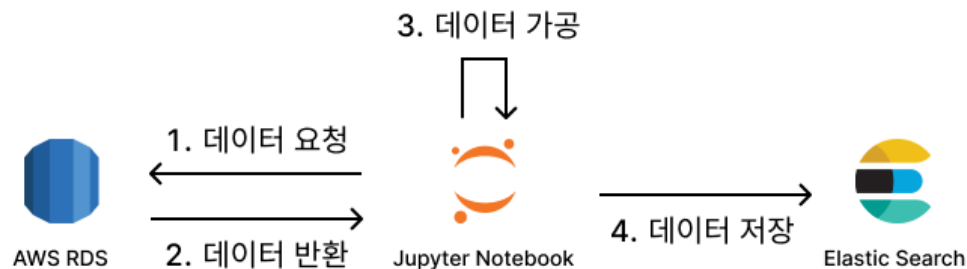 3. 데이터 가공
1. 데이터 요청
2. 데이터 반환
4. 데이터 저장
AWS RDS
Jupyter Notebook
Elastic Search